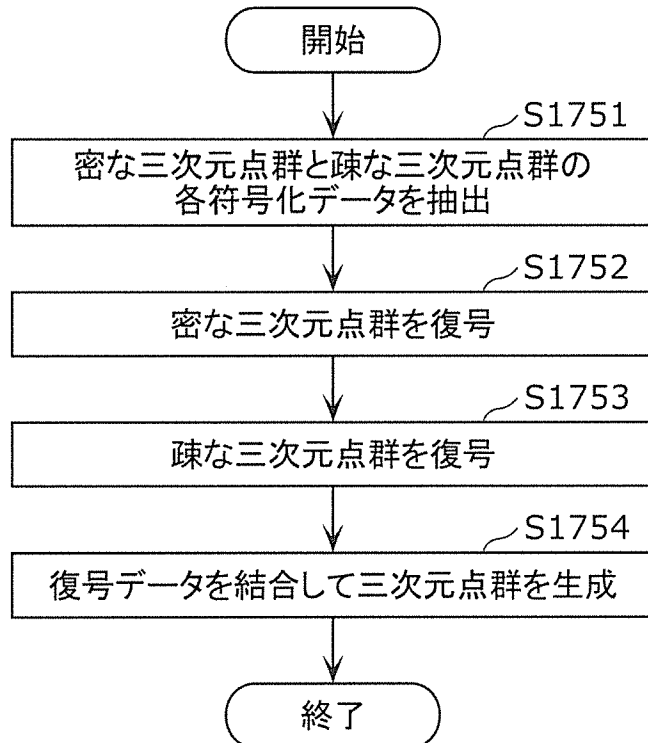 開始
S1751
密な三次元点群と疎な三次元点群の
各符号化データを抽出
S1752
密な三次元点群を復号
S1753
疎な三次元点群を復号
S1754
復号データを結合して三次元点群を生成
終了